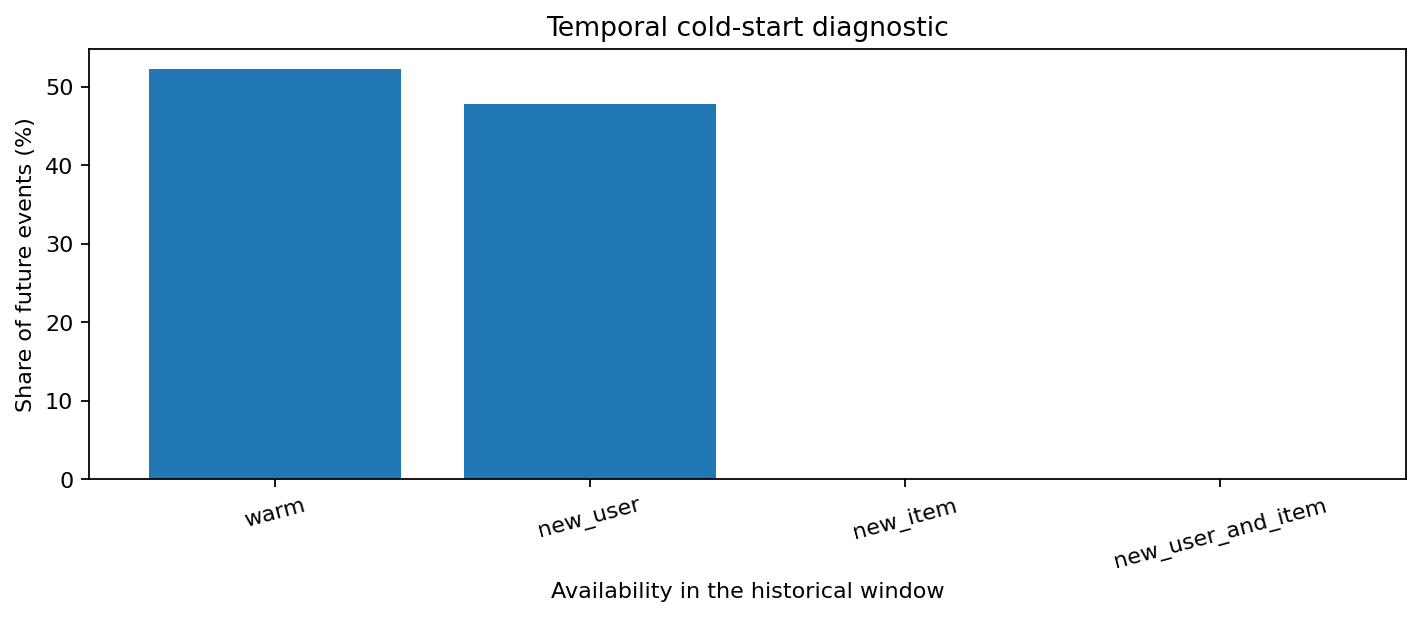 Temporal cold-start diagnostic
Share of future events (%)
50
40
30
20
10
0
warm
new_user
new_item
new_user_and_item
Availability in the historical window